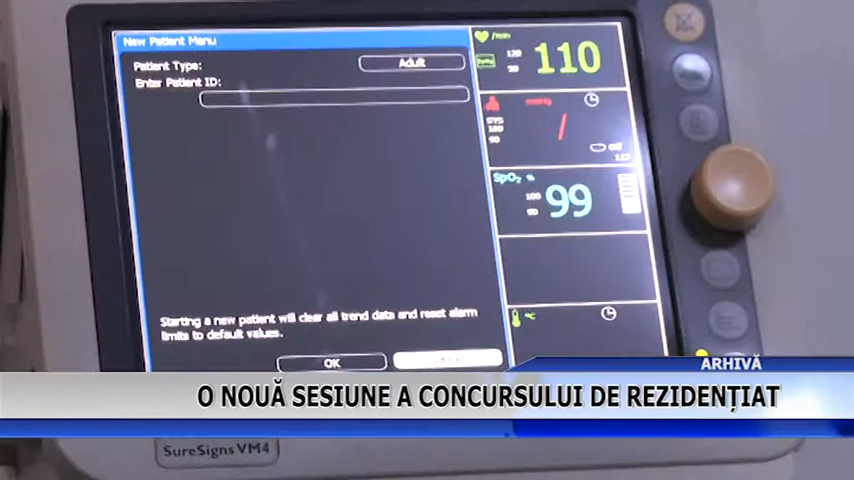 New Patient Menu
Patient Type:
Adult
Enter Patient ID:
Starting a new patient will clear all trend data and reset alarm
limits to default values.
OK
/min
120
50
110
mmHg
SYS
160
90
/
Off
SpO₂ %
100
90
99
°C
ARHIVĂ
O NOUĂ SESIUNE A CONCURSULUI DE REZIDENȚIAT
SureSigns VM4